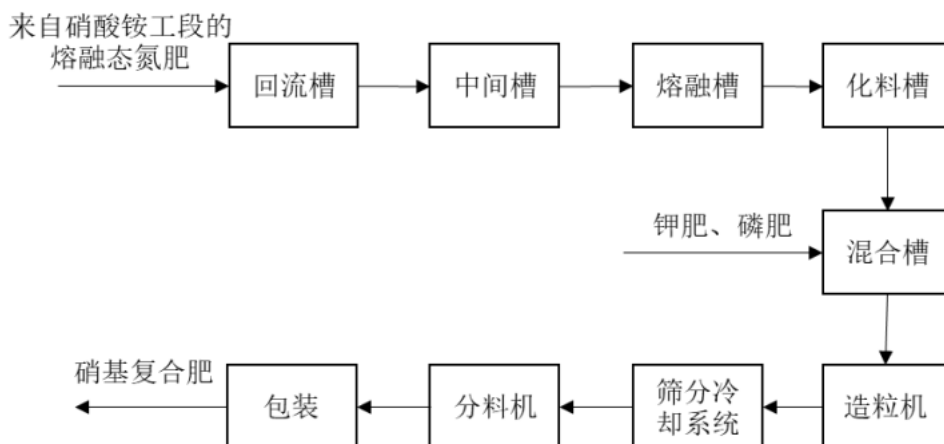 来自硝酸铵工段的
熔融态氮肥
回流槽
中间槽
熔融槽
化料槽
钾肥、磷肥
混合槽
硝基复合肥
包装
分料机
筛分冷
却系统
造粒机